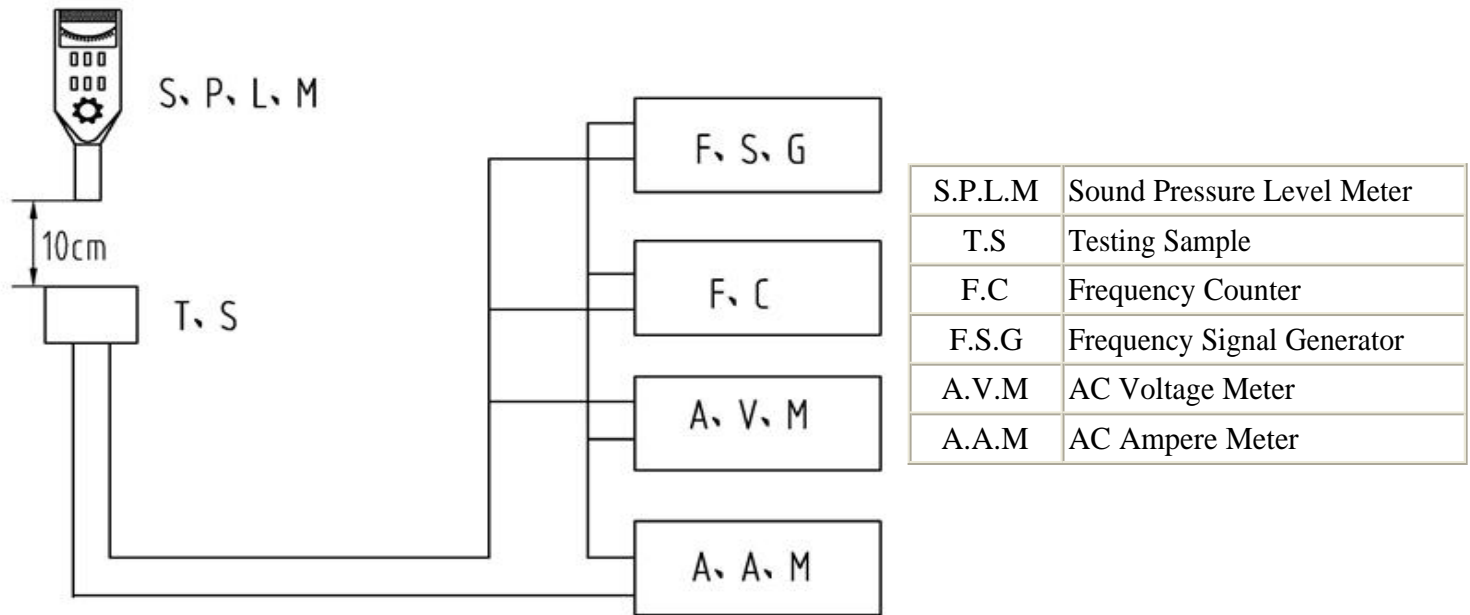 S、P、L、M
10cm
T、S
F、S、G
F、C
A、V、M
A、A、M
S.P.L.M Sound Pressure Level Meter
T.S Testing Sample
F.C Frequency Counter
F.S.G Frequency Signal Generator
A.V.M AC Voltage Meter
A.A.M AC Ampere Meter